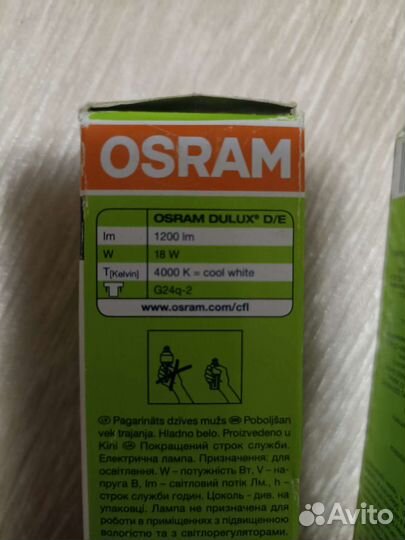 OSRAM
OSRAM DULUX® D/E
lm 1200 lm
W 18 W
T[Kelvin] 4000 K = cool white
G24q-2
www.osram.com/cfl
LV Pagarināts dzīves mužs Poboljšan
vek trajanja. Hladno belo. Proizvedeno u
Kini Покращений строк служби.
Електрична лампа. Призначення: для
освітлення. W – потужність Вт, V – на-
пруга В, lm – світловий потік Лм., h –
строк служби годин. Цоколь - див. на
упаковці. Лампа не призначена для
роботи в приміщеннях з підвищеною
вологістю та з світлорегуляторами.
Avito